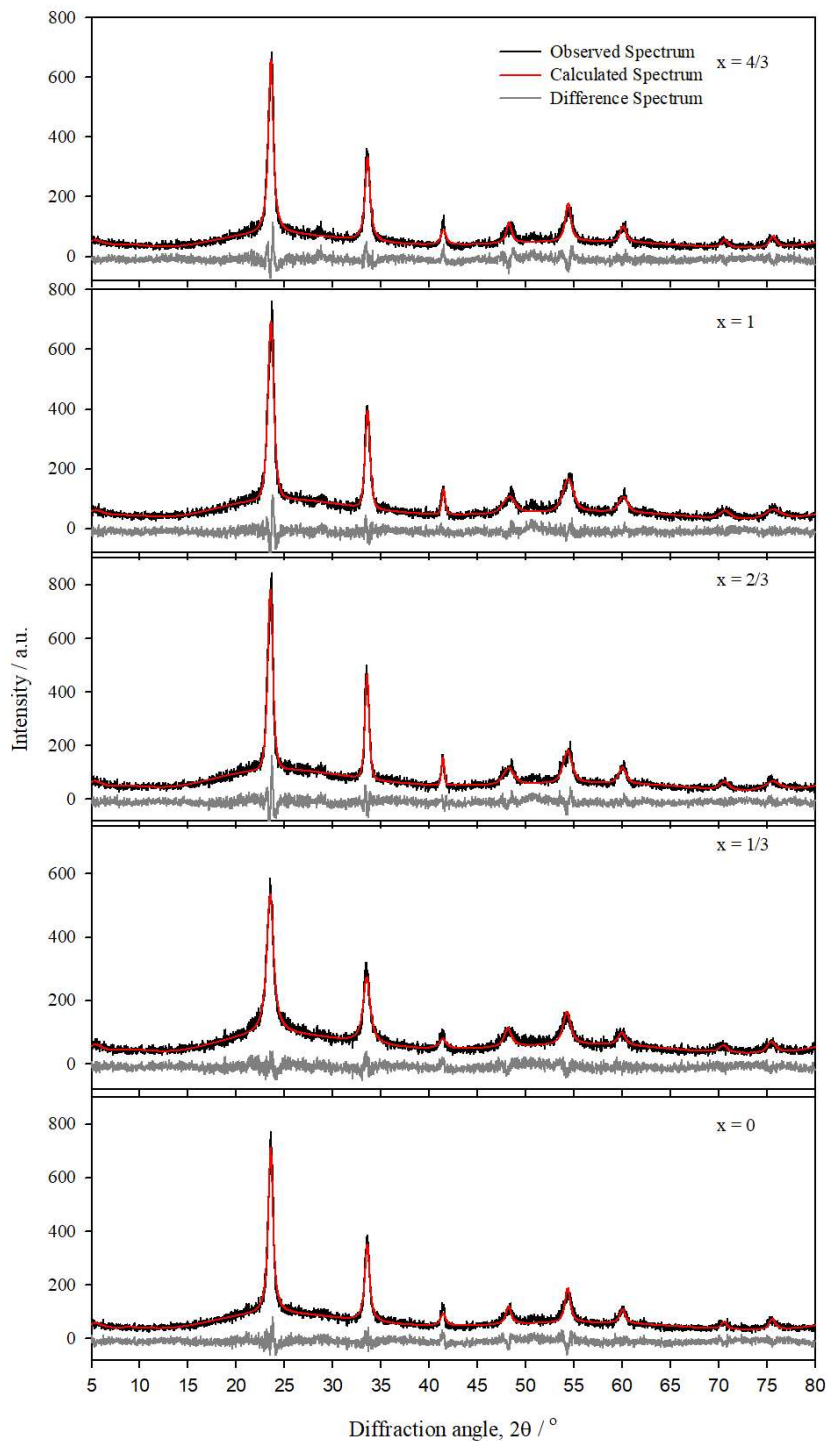 800
600
400
200
0
Observed Spectrum
Calculated Spectrum
Difference Spectrum
x = 4/3
800
600
400
200
0
x = 1
800
600
400
200
0
x = 2/3
600
400
200
0
x = 1/3
800
600
400
200
0
x = 0
Intensity / a.u.
5 10 15 20 25 30 35 40 45 50 55 60 65 70 75 80
Diffraction angle, 2θ / °